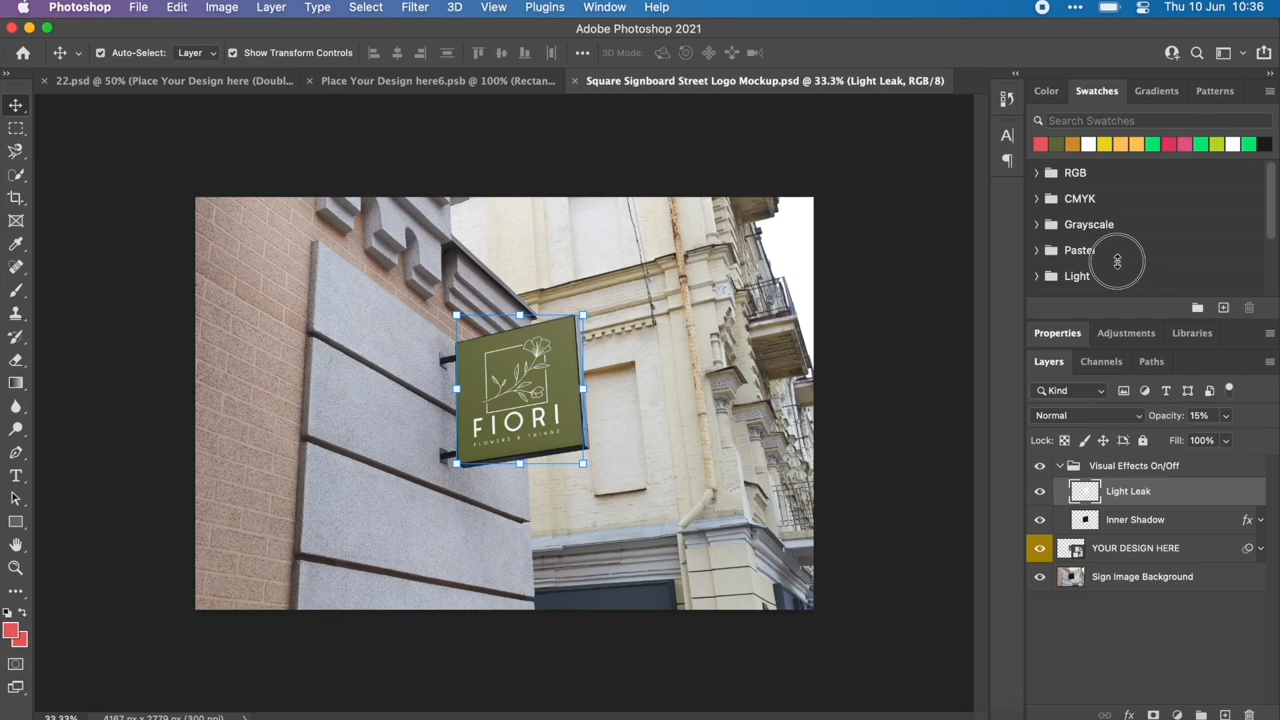 Photoshop File Edit Image Layer Type Select Filter 3D View Plugins Window Help Thu 10 Jun 10:36
Adobe Photoshop 2021
Auto-Select: Layer Show Transform Controls 3D Mode:
22.psd @ 50% (Place Your Design here (Doubl... Place Your Design here6.psb @ 100% (Rectan... Square Signboard Street Logo Mockup.psd @ 33.3% (Light Leak, RGB/8)
Color Swatches Gradients Patterns
Search Swatches
RGB
CMYK
Grayscale
Light
Properties Adjustments Libraries
Layers Channels Paths
Kind
Normal Opacity: 15%
Lock: Fill: 100%
Visual Effects On/Off
Light Leak
Inner Shadow fx
YOUR DESIGN HERE
Sign Image Background
FIORI
FLOWERS & THINGS
33.33% 4167 px x 2779 px (300 ppi)